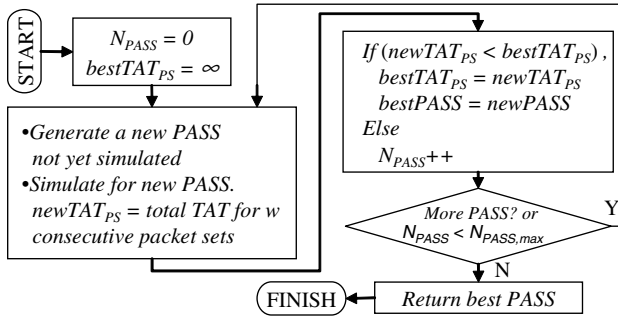 START
N_PASS = 0
bestTAT_PS = ∞
•Generate a new PASS
not yet simulated
•Simulate for new PASS.
newTAT_PS = total TAT for w
consecutive packet sets
If (newTAT_PS < bestTAT_PS) ,
bestTAT_PS = newTAT_PS
bestPASS = newPASS
Else
N_PASS++
More PASS? or
N_PASS < N_PASS,max
Y
N
Return best PASS
FINISH